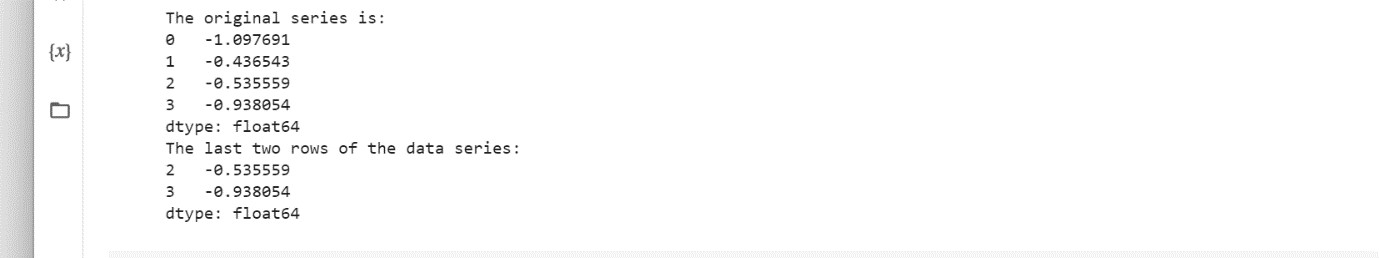 The original series is:
{x}
0   -1.097691
1   -0.436543
2   -0.535559
3   -0.938054
dtype: float64
The last two rows of the data series:
2   -0.535559
3   -0.938054
dtype: float64